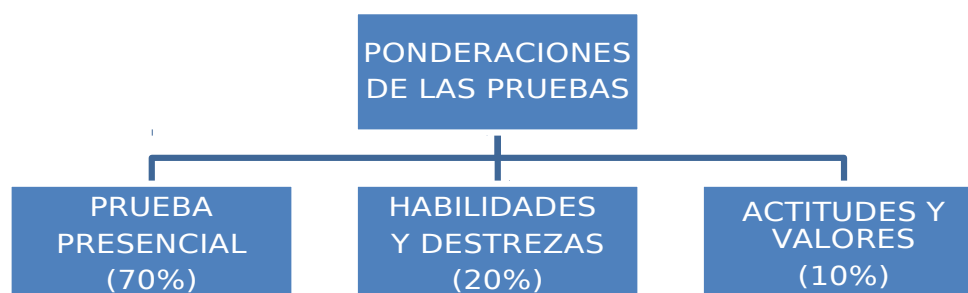 PONDERACIONES
DE LAS PRUEBAS
PRUEBA
PRESENCIAL
(70%)
HABILIDADES
Y DESTREZAS
(20%)
ACTITUDES Y
VALORES
(10%)